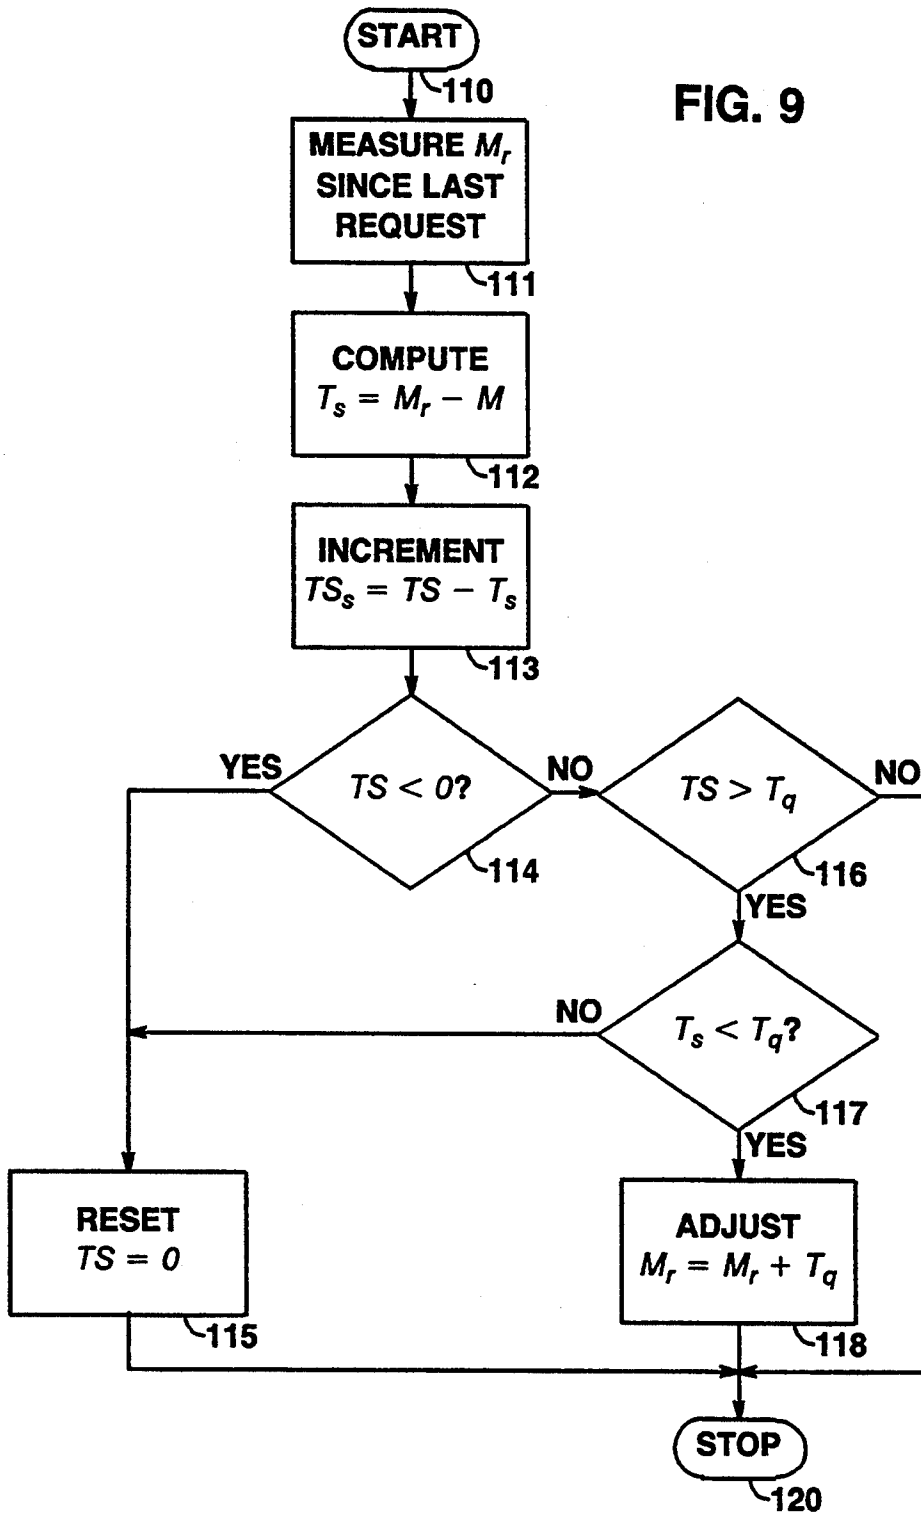 START
110
FIG. 9
MEASURE Mr
SINCE LAST
REQUEST
111
COMPUTE
Ts = Mr − M
112
INCREMENT
TSs = TS − Ts
113
YES
TS < 0?
NO
114
TS > Tq
NO
116
YES
NO
Ts < Tq?
117
YES
RESET
TS = 0
115
ADJUST
Mr = Mr + Tq
118
STOP
120